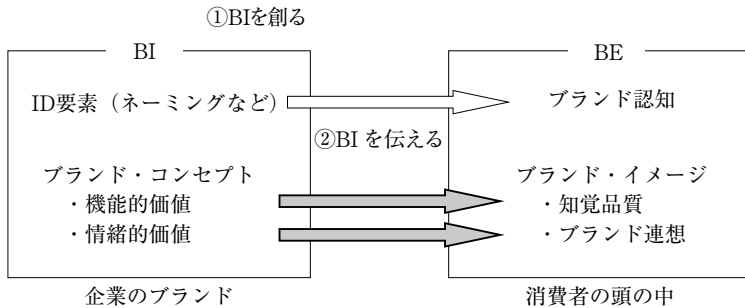 ①BIを創る
BI
BE
ID要素（ネーミングなど）
ブランド認知
②BI を伝える
ブランド・コンセプト
・機能的価値
・情緒的価値
ブランド・イメージ
・知覚品質
・ブランド連想
企業のブランド
消費者の頭の中